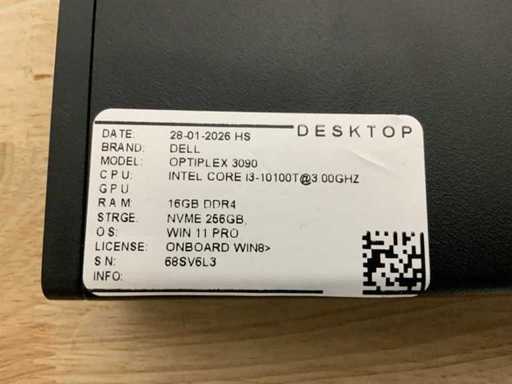 DESKTOP
DATE: 28-01-2026 HS
BRAND: DELL
MODEL: OPTIPLEX 3090
CPU: INTEL CORE I3-10100T@3.00GHZ
GPU
RAM: 16GB DDR4
STRGE: NVME 256GB,
OS: WIN 11 PRO
LICENSE: ONBOARD WIN8>
SN: 68SV6L3
INFO: